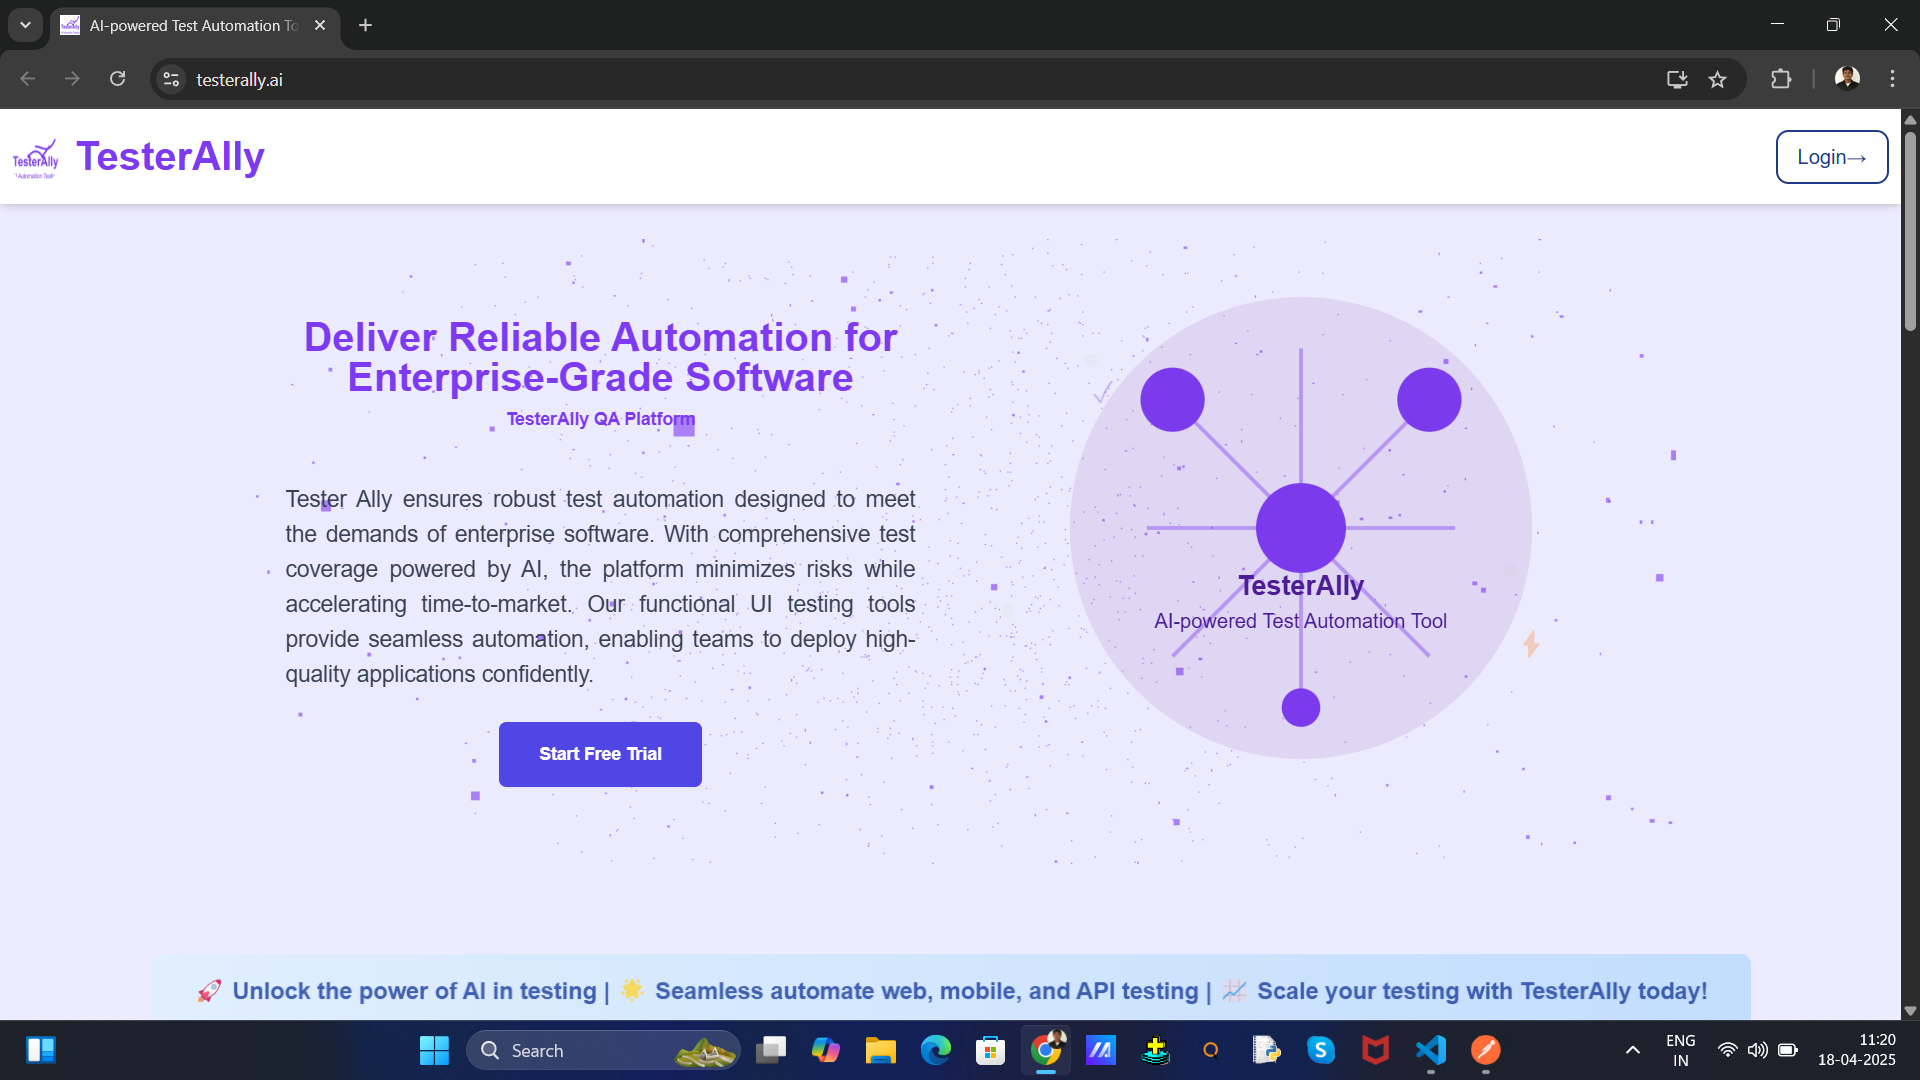 AI-powered Test Automation To
testerally.ai
TesterAlly
TesterAlly
Login→
Deliver Reliable Automation for
Enterprise-Grade Software
TesterAlly QA Platform
Tester Ally ensures robust test automation designed to meet
the demands of enterprise software. With comprehensive test
coverage powered by AI, the platform minimizes risks while
accelerating time-to-market. Our functional UI testing tools
provide seamless automation, enabling teams to deploy high-
quality applications confidently.
Start Free Trial
TesterAlly
AI-powered Test Automation Tool
🚀 Unlock the power of AI in testing | 🌟 Seamless automate web, mobile, and API testing | 📈 Scale your testing with TesterAlly today!
Search
ENG
IN
11:20
18-04-2025